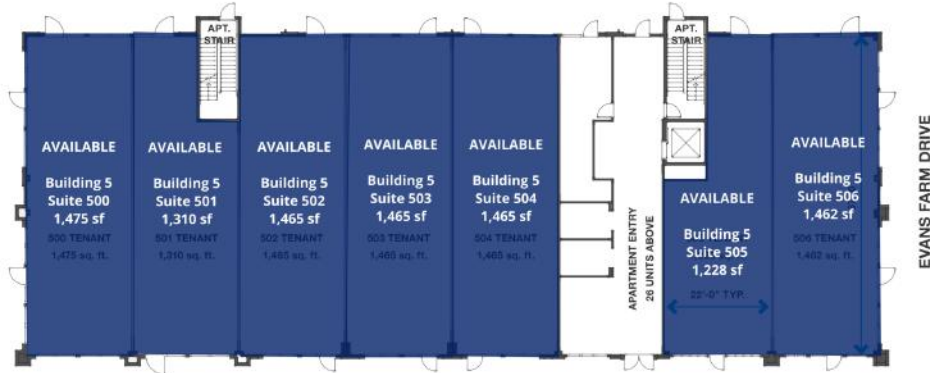 APT.
STAIR
APT.
STAIR
AVAILABLE
Building 5
Suite 500
1,475 sf
500 TENANT
1,475 sq. ft.
AVAILABLE
Building 5
Suite 501
1,310 sf
501 TENANT
1,310 sq. ft.
AVAILABLE
Building 5
Suite 502
1,465 sf
502 TENANT
1,465 sq. ft.
AVAILABLE
Building 5
Suite 503
1,465 sf
503 TENANT
1,465 sq. ft.
AVAILABLE
Building 5
Suite 504
1,465 sf
504 TENANT
1,465 sq. ft.
APARTMENT ENTRY
26 UNITS ABOVE
AVAILABLE
Building 5
Suite 505
1,228 sf
22'-0" TYP.
AVAILABLE
Building 5
Suite 506
1,462 sf
506 TENANT
1,462 sq. ft.
EVANS FARM DRIVE